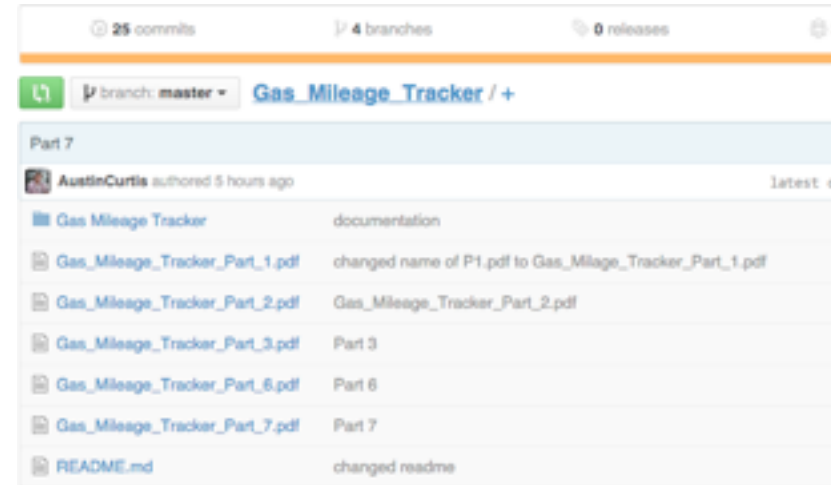 25 commits 4 branches 0 releases
branch: master Gas_Mileage_Tracker / +
Part 7
AustinCurtis authored 5 hours ago latest
Gas Mileage Tracker documentation
Gas_Mileage_Tracker_Part_1.pdf changed name of P1.pdf to Gas_Milage_Tracker_Part_1.pdf
Gas_Mileage_Tracker_Part_2.pdf Gas_Mileage_Tracker_Part_2.pdf
Gas_Mileage_Tracker_Part_3.pdf Part 3
Gas_Mileage_Tracker_Part_6.pdf Part 6
Gas_Mileage_Tracker_Part_7.pdf Part 7
README.md changed readme